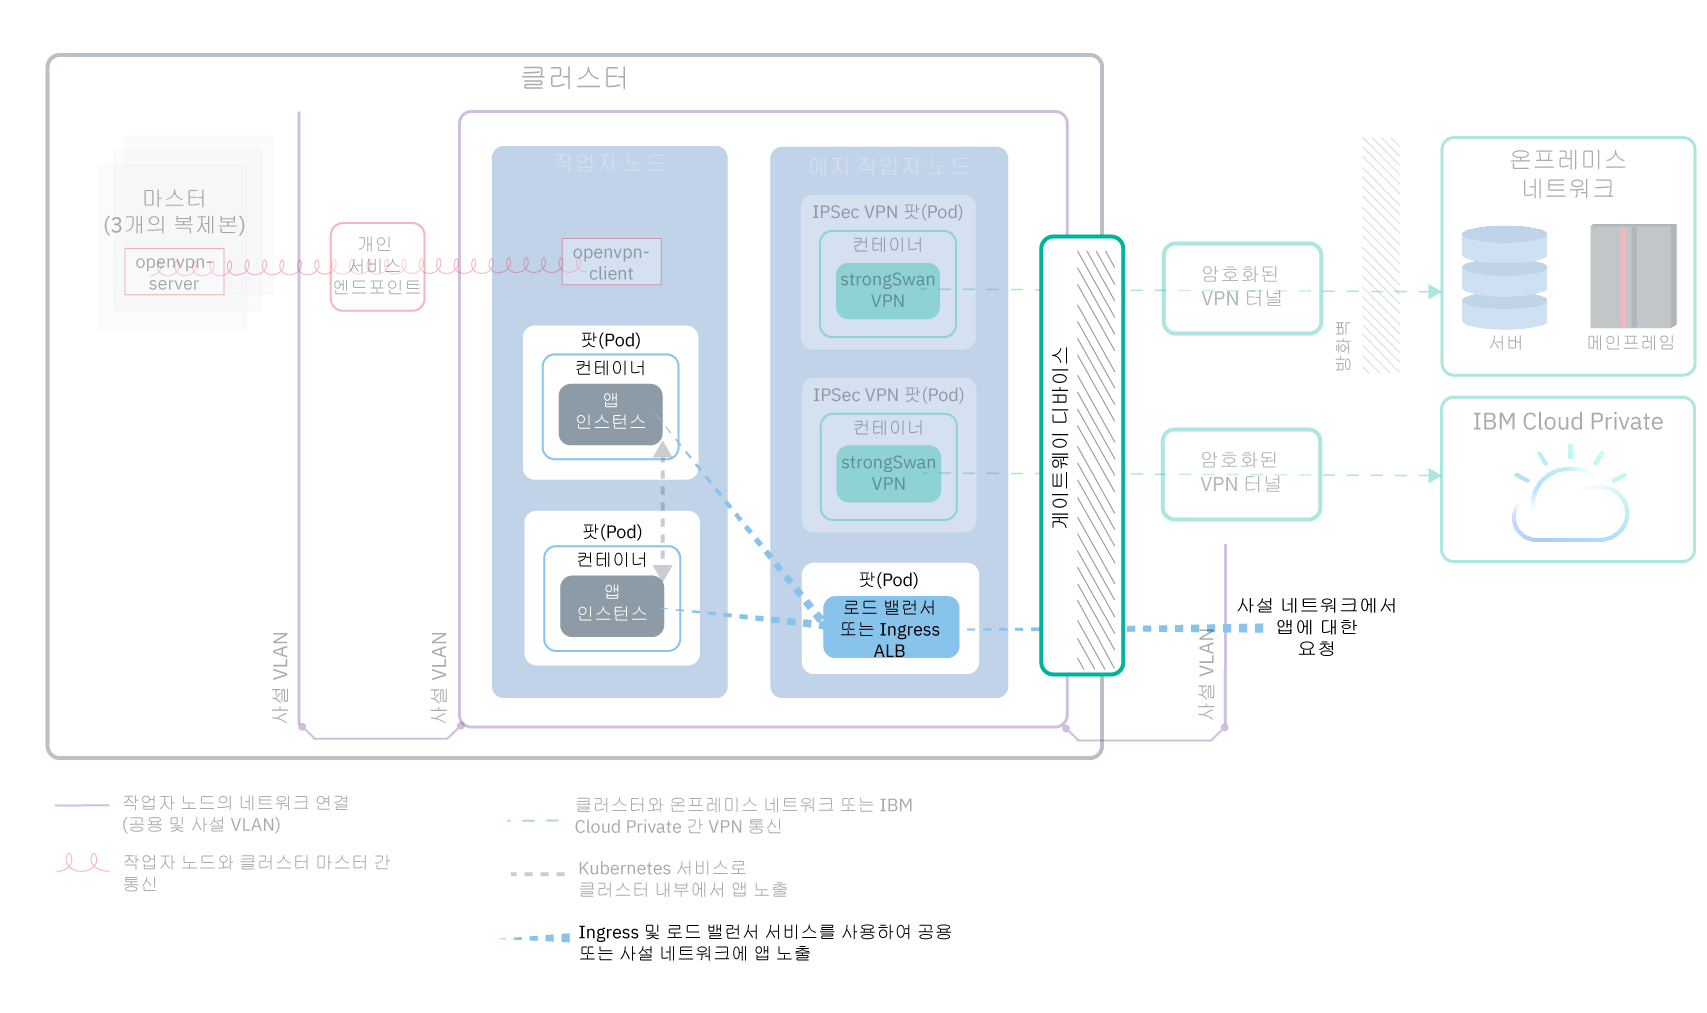 클러스터
마스터
(3개의 복제본)
openvpn-
server
개인
서비스
엔드포인트
작업자 노드
openvpn-
client
팟(Pod)
컨테이너
앱
인스턴스
팟(Pod)
컨테이너
앱
인스턴스
에지 작업자 노드
IPSec VPN 팟(Pod)
컨테이너
strongSwan
VPN
IPSec VPN 팟(Pod)
컨테이너
strongSwan
VPN
팟(Pod)
로드 밸런서
또는 Ingress
ALB
게이트웨이 디바이스
암호화된
VPN 터널
암호화된
VPN 터널
방화벽
온프레미스
네트워크
서버
메인프레임
IBM Cloud Private
사설 네트워크에서
앱에 대한
요청
사설 VLAN
사설 VLAN
사설 VLAN
작업자 노드의 네트워크 연결
(공용 및 사설 VLAN)
작업자 노드와 클러스터 마스터 간
통신
클러스터와 온프레미스 네트워크 또는 IBM
Cloud Private 간 VPN 통신
Kubernetes 서비스로
클러스터 내부에서 앱 노출
Ingress 및 로드 밸런서 서비스를 사용하여 공용
또는 사설 네트워크에 앱 노출